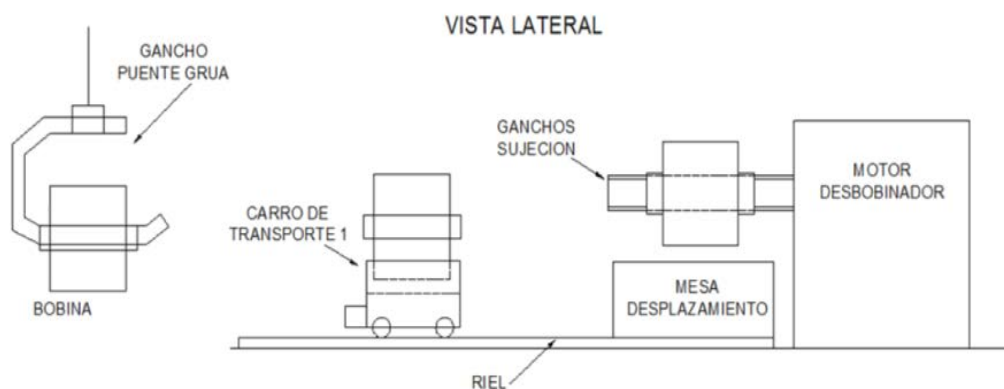 VISTA LATERAL
GANCHO
PUENTE GRUA
GANCHOS
SUJECION
MOTOR
DESBOBINADOR
CARRO DE
TRANSPORTE 1
MESA
DESPLAZAMIENTO
BOBINA
RIEL